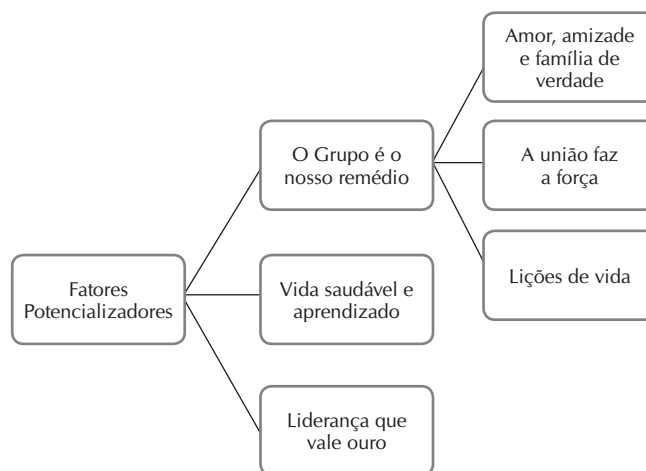 Fatores
Potencializadores
O Grupo é o
nosso remédio
Amor, amizade
e família de
verdade
A união faz
a força
Lições de vida
Vida saudável e
aprendizado
Liderança que
vale ouro